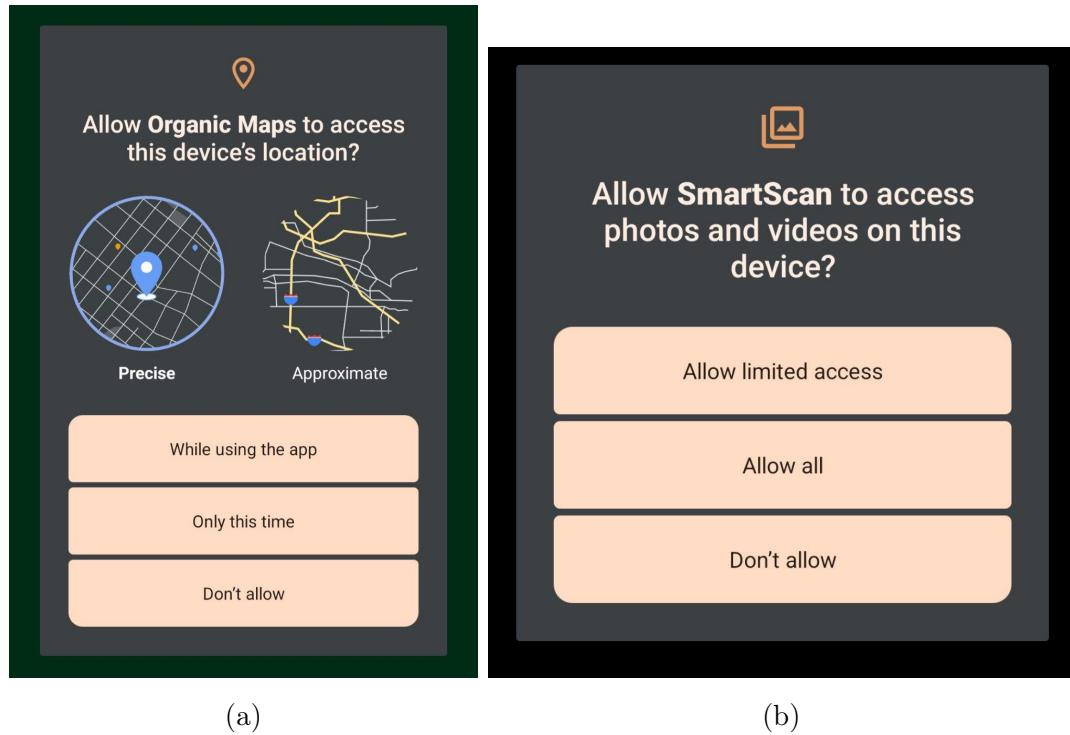 Allow Organic Maps to access
this device’s location?
Precise
Approximate
While using the app
Only this time
Don’t allow
(a)
Allow SmartScan to access
photos and videos on this
device?
Allow limited access
Allow all
Don’t allow
(b)